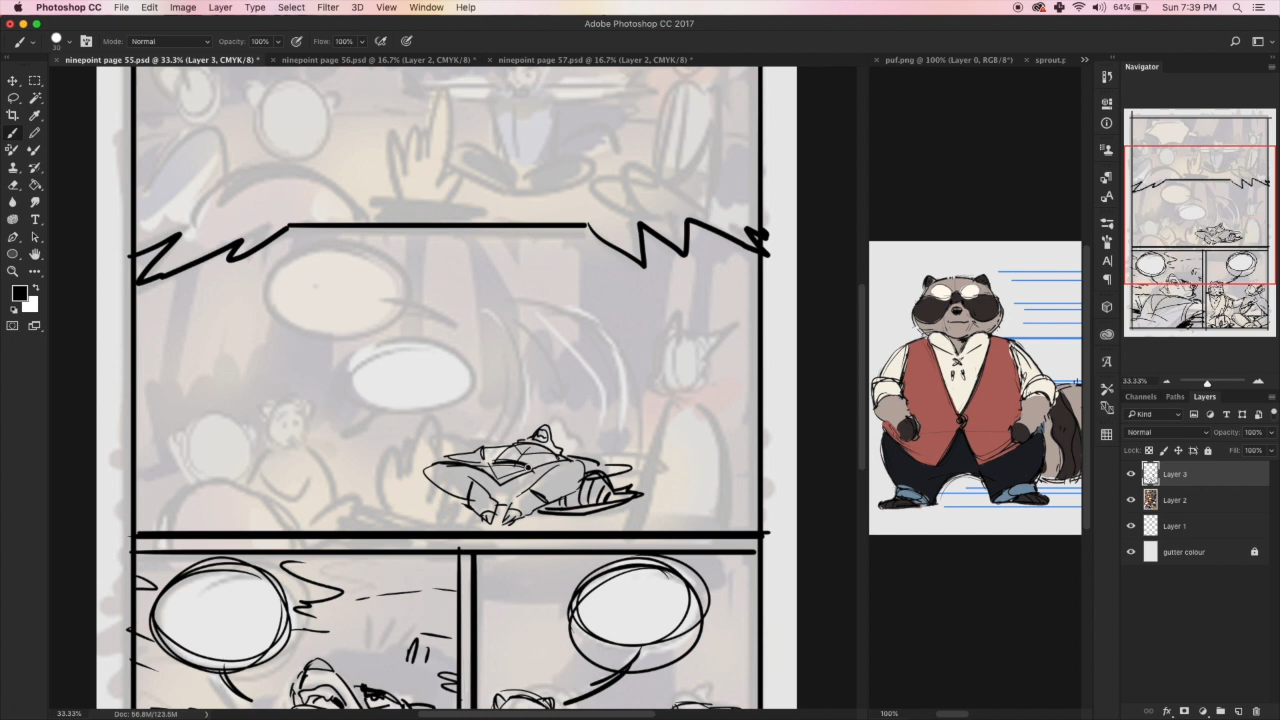 Photoshop CC File Edit Image Layer Type Select Filter 3D View Window Help 64% Sun 7:39 PM
Adobe Photoshop CC 2017
30 Mode: Normal Opacity: 100% Flow: 100%
× ninepoint page 55.psd @ 33.3% (Layer 3, CMYK/8) * × ninepoint page 56.psd @ 16.7% (Layer 2, CMYK/8) * × ninepoint page 57.psd @ 16.7% (Layer 2, CMYK/8) * × puf.png @ 100% (Layer 0, RGB/8*) × sprout.p
Navigator
33.33%
Channels Paths Layers
Kind
Normal Opacity: 100%
Lock: Fill: 100%
Layer 3
Layer 2
Layer 1
gutter colour
33.33% Doc: 56.8M/123.5M 100%